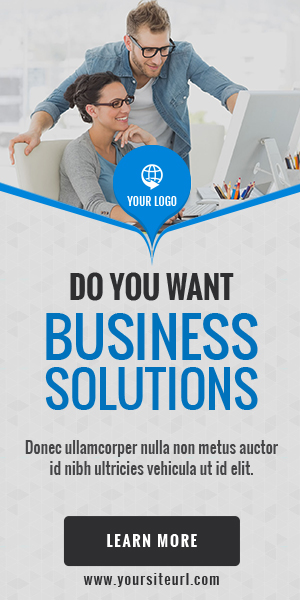 YOUR LOGO
DO YOU WANT
BUSINESS
SOLUTIONS
Donec ullamcorper nulla non metus auctor
id nibh ultricies vehicula ut id elit.
LEARN MORE
www.yoursiteurl.com